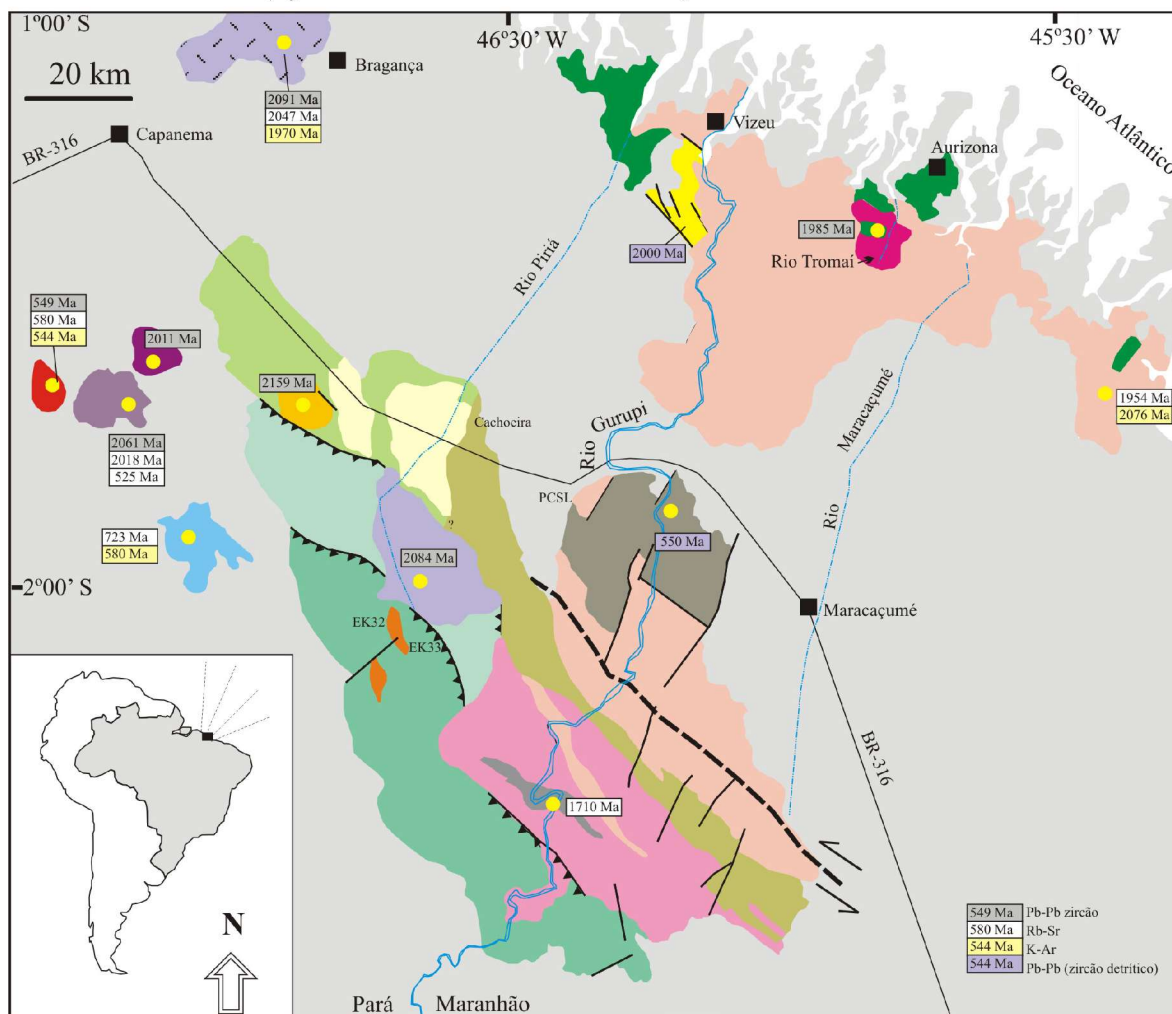 1º00' S
46º30' W
45º30' W
20 km
Bragança
2091 Ma
2047 Ma
1970 Ma
Capanema
BR-316
Vizeu
Aurizona
Oceano Atlântico
1985 Ma
Rio Tromaí
2000 Ma
Rio Piriá
549 Ma
580 Ma
544 Ma
2011 Ma
2159 Ma
2061 Ma
2018 Ma
525 Ma
Cachoeira
Rio Gurupi
Rio Maracaçumé
1954 Ma
2076 Ma
PCSL
?
550 Ma
723 Ma
580 Ma
2084 Ma
2º00' S
Maracaçumé
EK32
EK33
BR-316
1710 Ma
N
Pará
Maranhão
549 Ma Pb-Pb zircão
580 Ma Rb-Sr
544 Ma K-Ar
544 Ma Pb-Pb (zircão detrítico)